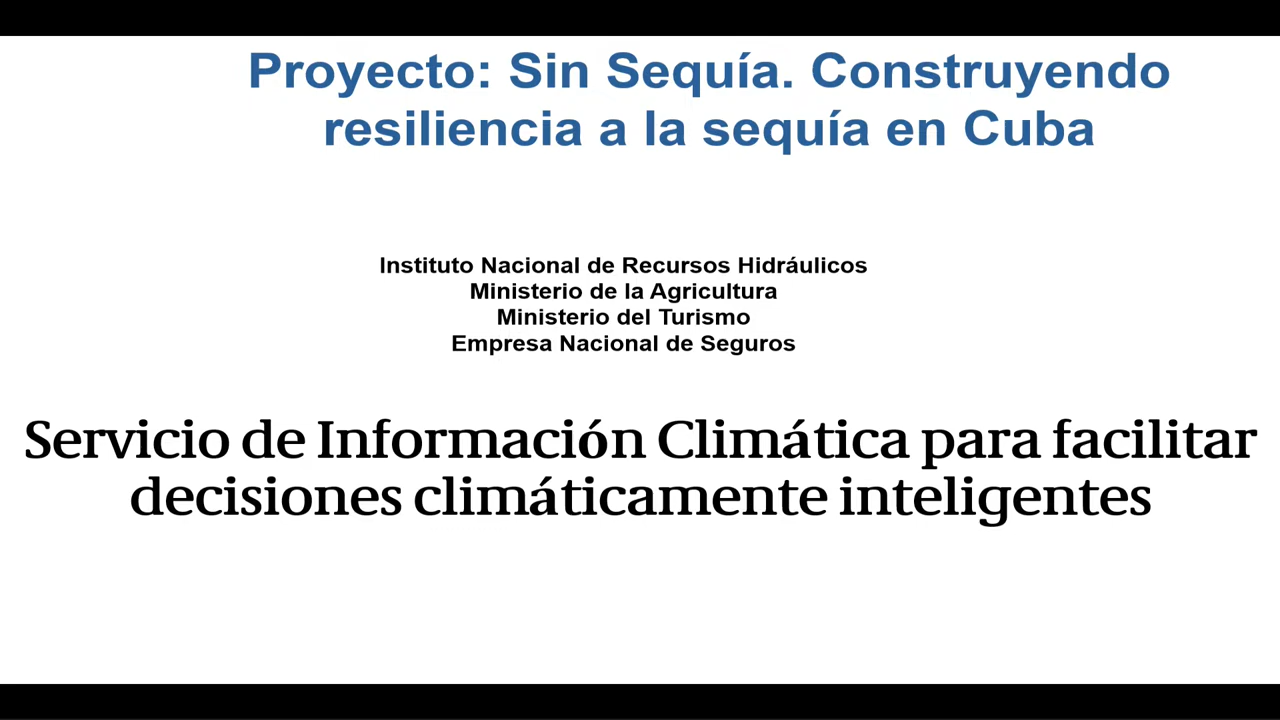 Proyecto: Sin Sequía. Construyendo
resiliencia a la sequía en Cuba
Instituto Nacional de Recursos Hidráulicos
Ministerio de la Agricultura
Ministerio del Turismo
Empresa Nacional de Seguros
Servicio de Información Climática para facilitar
decisiones climáticamente inteligentes